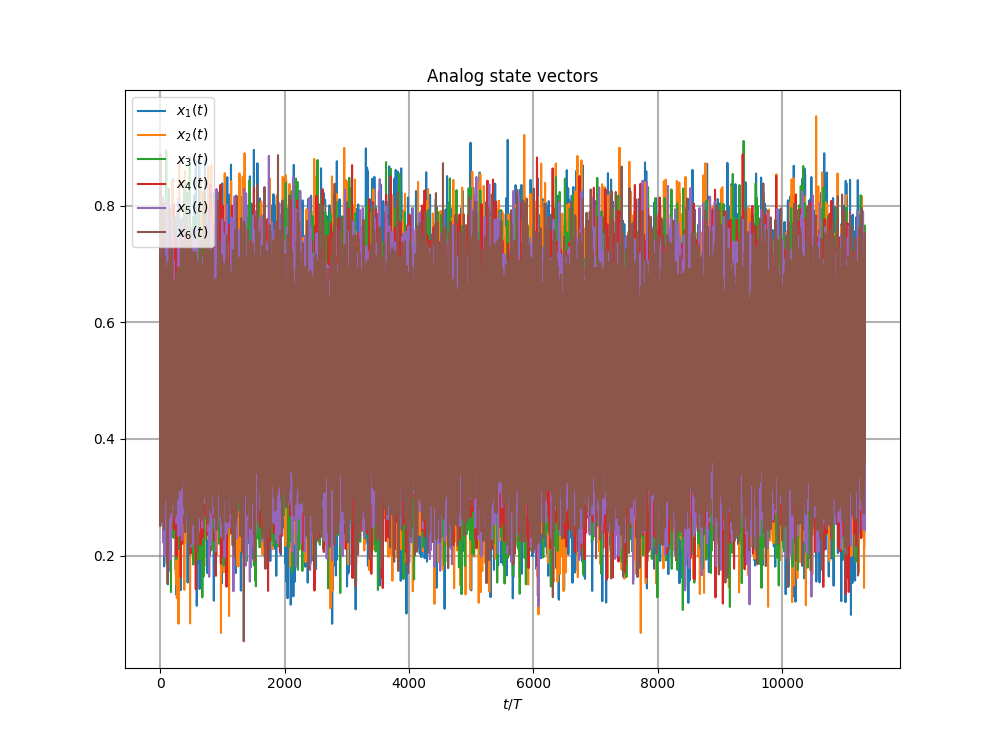 Analog state vectors
x₁(t)
x₂(t)
x₃(t)
x₄(t)
x₅(t)
x₆(t)
0.8
0.6
0.4
0.2
0 2000 4000 6000 8000 10000
t/T